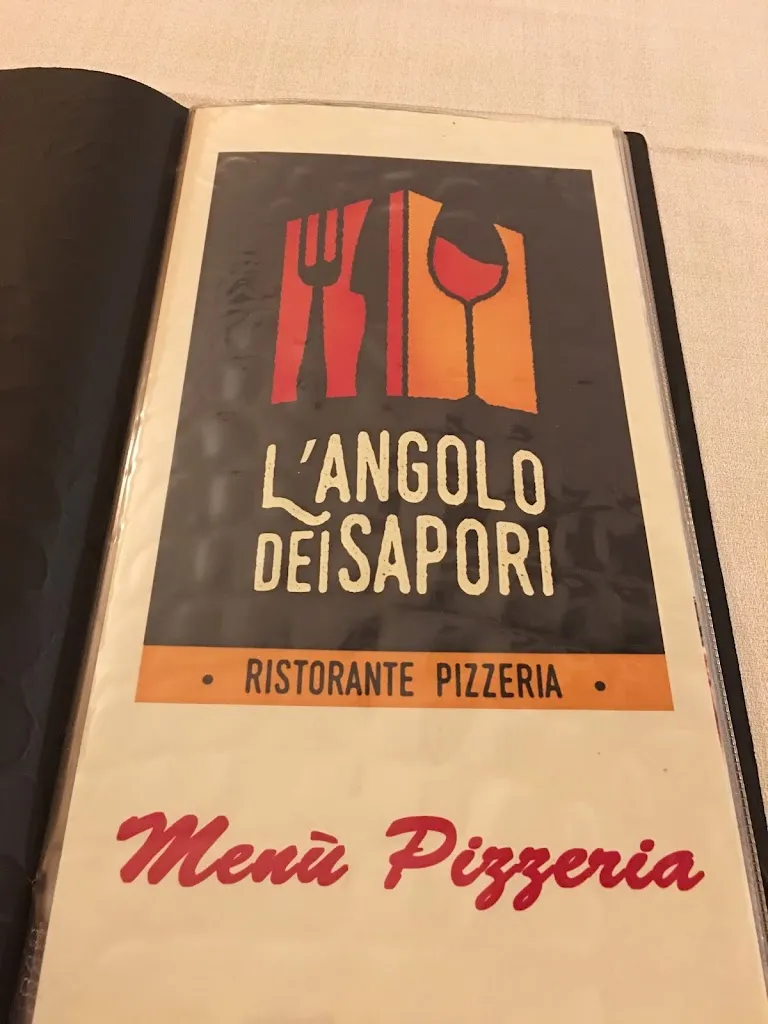 L'ANGOLO
DEI SAPORI
• RISTORANTE PIZZERIA •
Menù Pizzeria